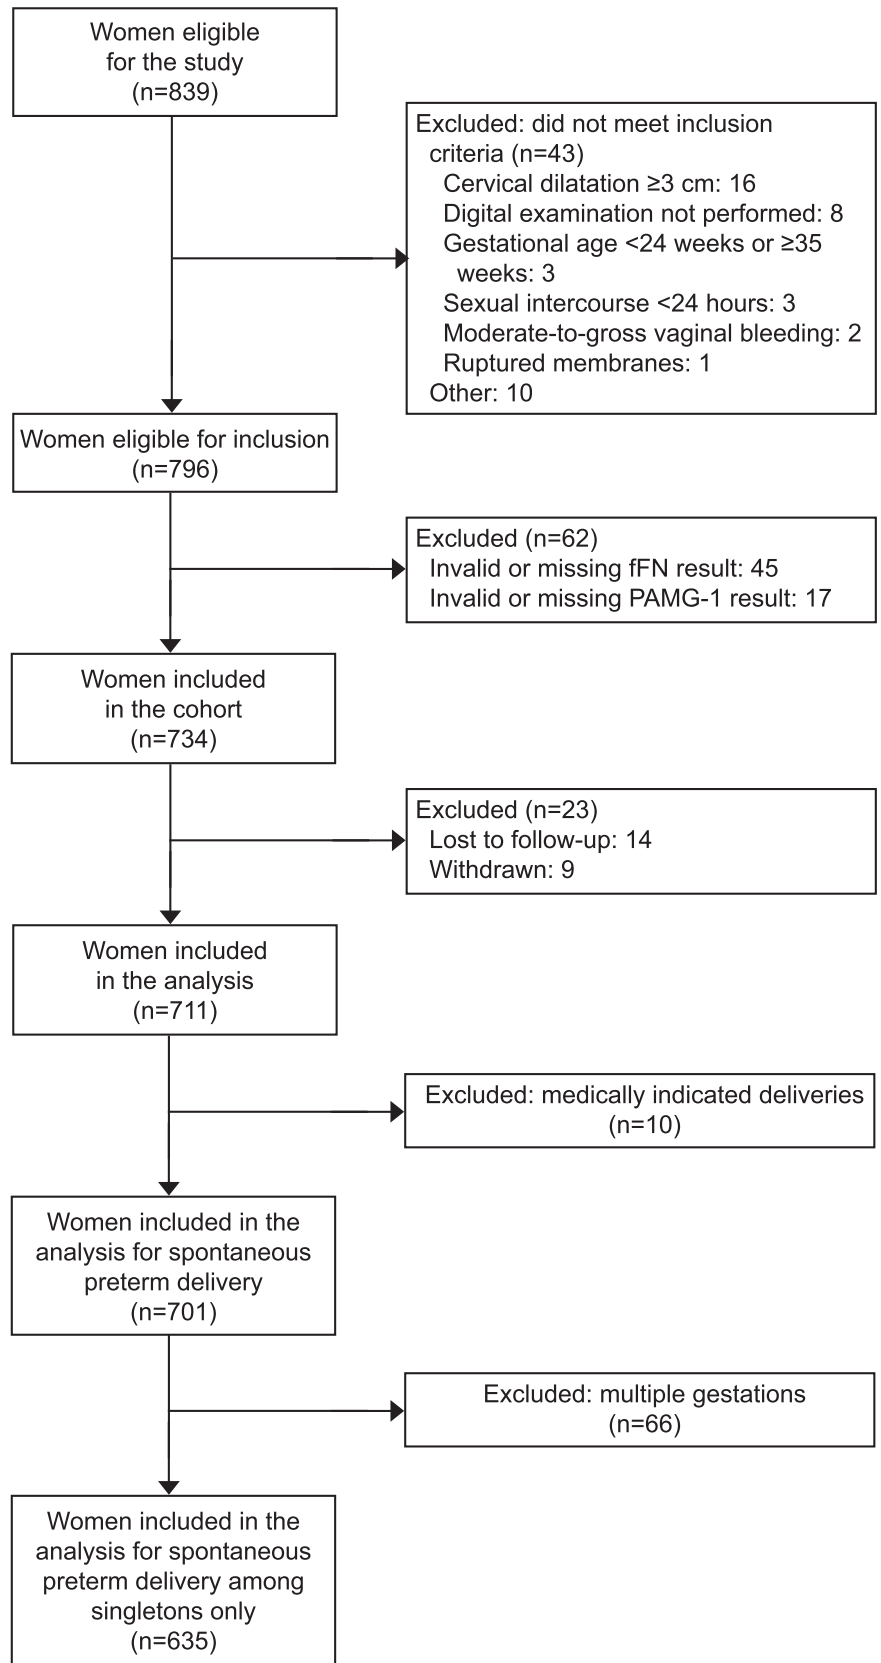 Women eligible
for the study
(n=839)
Excluded: did not meet inclusion
criteria (n=43)
Cervical dilatation ≥3 cm: 16
Digital examination not performed: 8
Gestational age <24 weeks or ≥35
weeks: 3
Sexual intercourse <24 hours: 3
Moderate-to-gross vaginal bleeding: 2
Ruptured membranes: 1
Other: 10
Women eligible for inclusion
(n=796)
Excluded (n=62)
Invalid or missing fFN result: 45
Invalid or missing PAMG-1 result: 17
Women included
in the cohort
(n=734)
Excluded (n=23)
Lost to follow-up: 14
Withdrawn: 9
Women included
in the analysis
(n=711)
Excluded: medically indicated deliveries
(n=10)
Women included in the
analysis for spontaneous
preterm delivery
(n=701)
Excluded: multiple gestations
(n=66)
Women included in the
analysis for spontaneous
preterm delivery among
singletons only
(n=635)